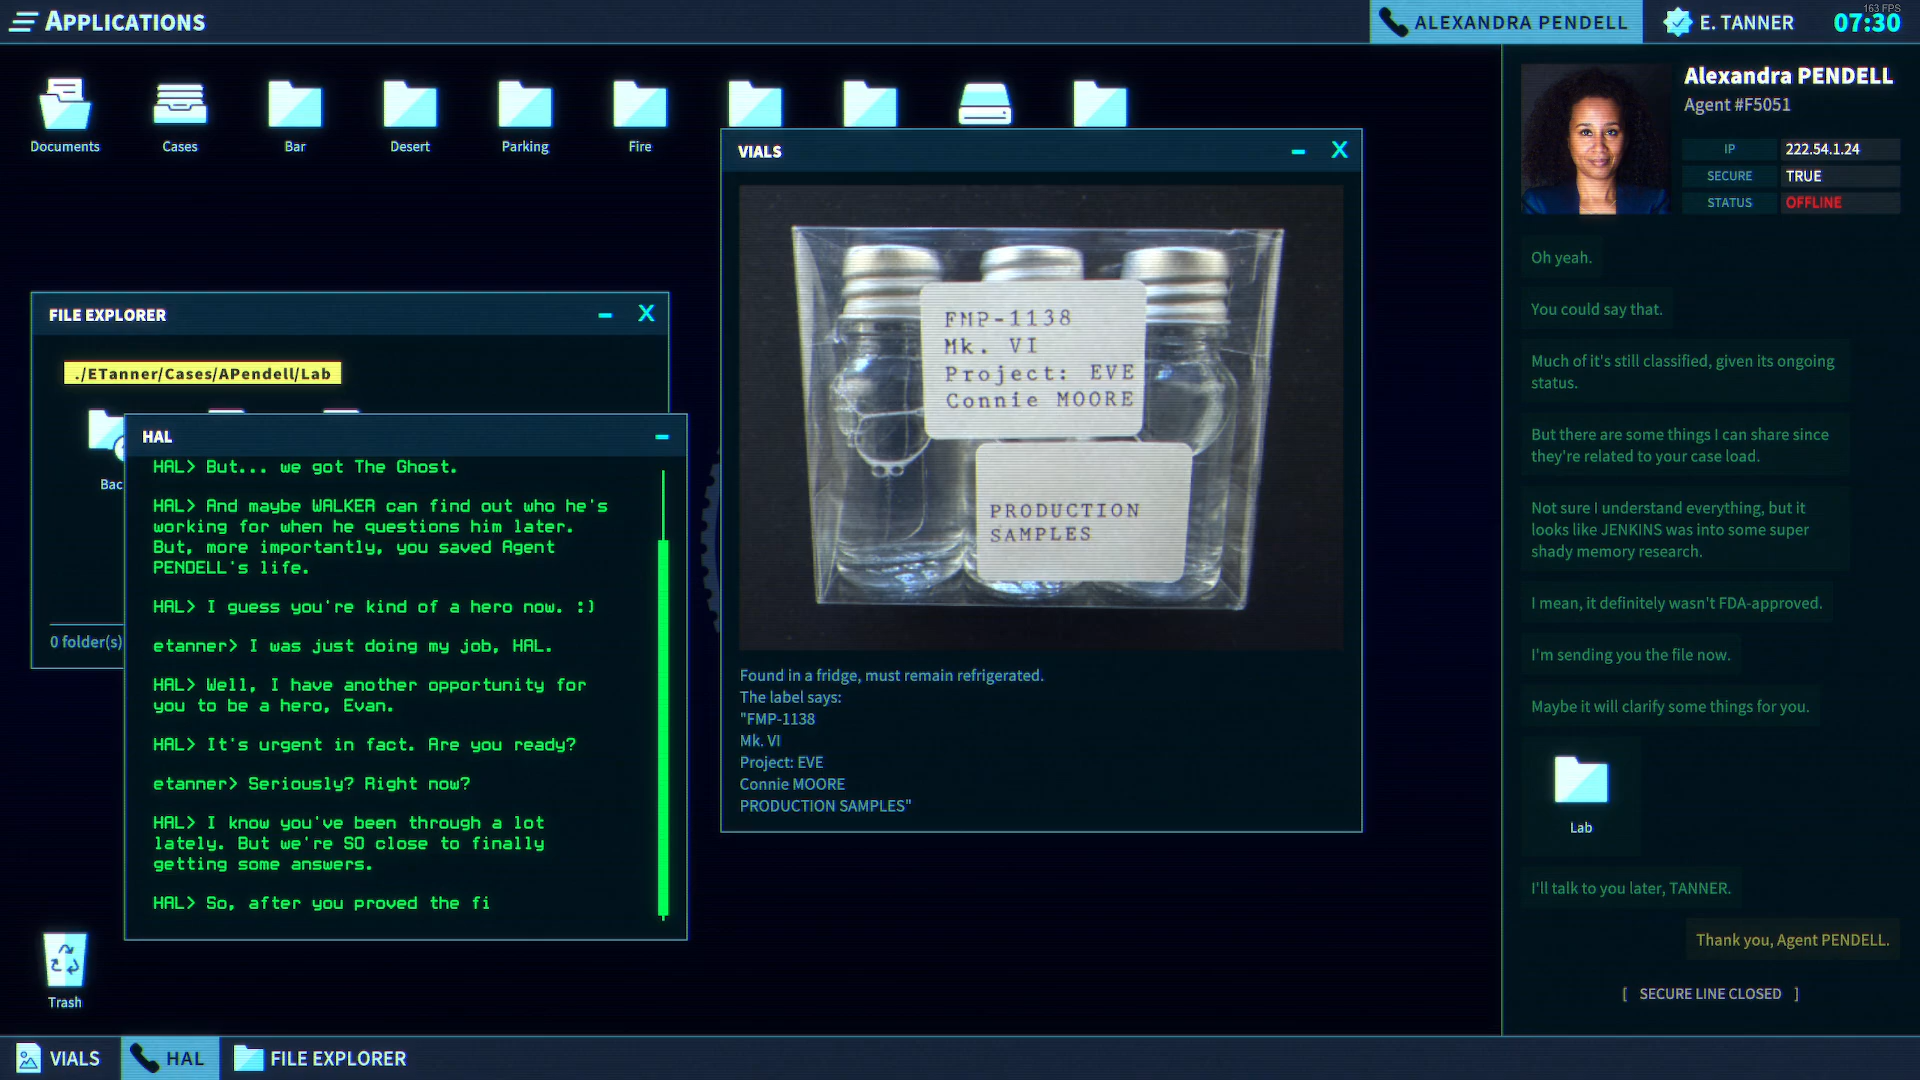 APPLICATIONS
ALEXANDRA PENDELL
E. TANNER
163 FPS
07:30
Documents
Cases
Bar
Desert
Parking
Fire
FILE EXPLORER
./ETanner/Cases/APendell/Lab
Bac
0 folder(s)
HAL
HAL> But... we got The Ghost.
HAL> And maybe WALKER can find out who he's
working for when he questions him later.
But, more importantly, you saved Agent
PENDELL's life.
HAL> I guess you're kind of a hero now. :)
etanner> I was just doing my job, HAL.
HAL> Well, I have another opportunity for
you to be a hero, Evan.
HAL> It's urgent in fact. Are you ready?
etanner> Seriously? Right now?
HAL> I know you've been through a lot
lately. But we're SO close to finally
getting some answers.
HAL> So, after you proved the fi
VIALS
FMP-1138
Mk. VI
Project: EVE
Connie MOORE
PRODUCTION
SAMPLES
Found in a fridge, must remain refrigerated.
The label says:
"FMP-1138
Mk. VI
Project: EVE
Connie MOORE
PRODUCTION SAMPLES"
Alexandra PENDELL
Agent #F5051
IP 222.54.1.24
SECURE TRUE
STATUS OFFLINE
Oh yeah.
You could say that.
Much of it's still classified, given its ongoing
status.
But there are some things I can share since
they're related to your case load.
Not sure I understand everything, but it
looks like JENKINS was into some super
shady memory research.
I mean, it definitely wasn't FDA-approved.
I'm sending you the file now.
Maybe it will clarify some things for you.
Lab
I'll talk to you later, TANNER.
Thank you, Agent PENDELL.
[ SECURE LINE CLOSED ]
Trash
VIALS
HAL
FILE EXPLORER